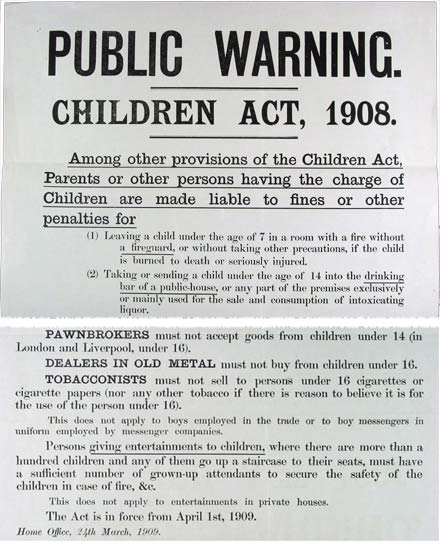 PUBLIC WARNING.
CHILDREN ACT, 1908.
Among other provisions of the Children Act,
Parents or other persons having the charge of
Children are made liable to fines or other
penalties for
(1) Leaving a child under the age of 7 in a room with a fire without
a fireguard, or without taking other precautions, if the child
is burned to death or seriously injured.
(2) Taking or sending a child under the age of 14 into the drinking
bar of a public-house, or any part of the premises exclusively
or mainly used for the sale and consumption of intoxicating
liquor.
PAWNBROKERS must not accept goods from children under 14 (in
London and Liverpool, under 16).
DEALERS IN OLD METAL must not buy from children under 16.
TOBACCONISTS must not sell to persons under 16 cigarettes or
cigarette papers (nor any other tobacco if there is reason to believe it is for
the use of the person under 16).
This does not apply to boys employed in the trade or to boy messengers in
uniform employed by messenger companies.
Persons giving entertainments to children, where there are more than a
hundred children and any of them go up a staircase to their seats, must have
a sufficient number of grown-up attendants to secure the safety of the
children in case of fire, &c.
This does not apply to entertainments in private houses.
The Act is in force from April 1st, 1909.
Home Office, 24th March, 1909.